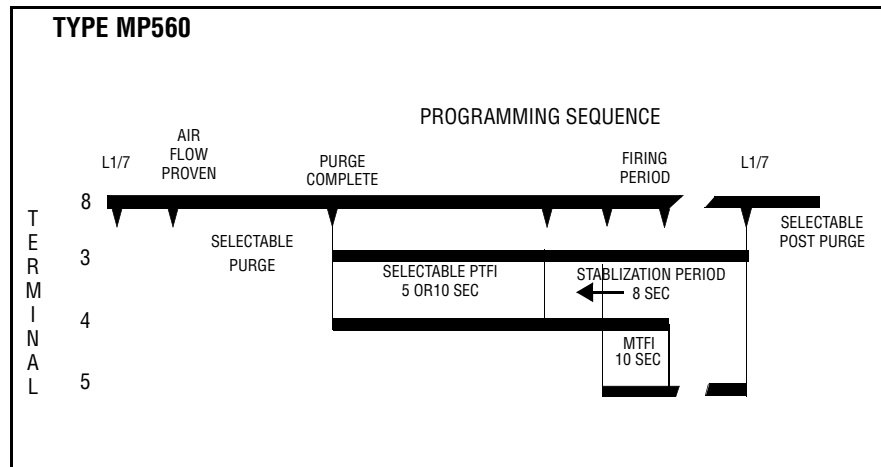 TYPE MP560
PROGRAMMING SEQUENCE
L1/7
AIR
FLOW
PROVEN
PURGE
COMPLETE
FIRING
PERIOD
L1/7
TERMINAL
8
SELECTABLE
PURGE
SELECTABLE
POST PURGE
3
SELECTABLE PTFI
5 OR10 SEC
STABLIZATION PERIOD
8 SEC
4
MTFI
10 SEC
5